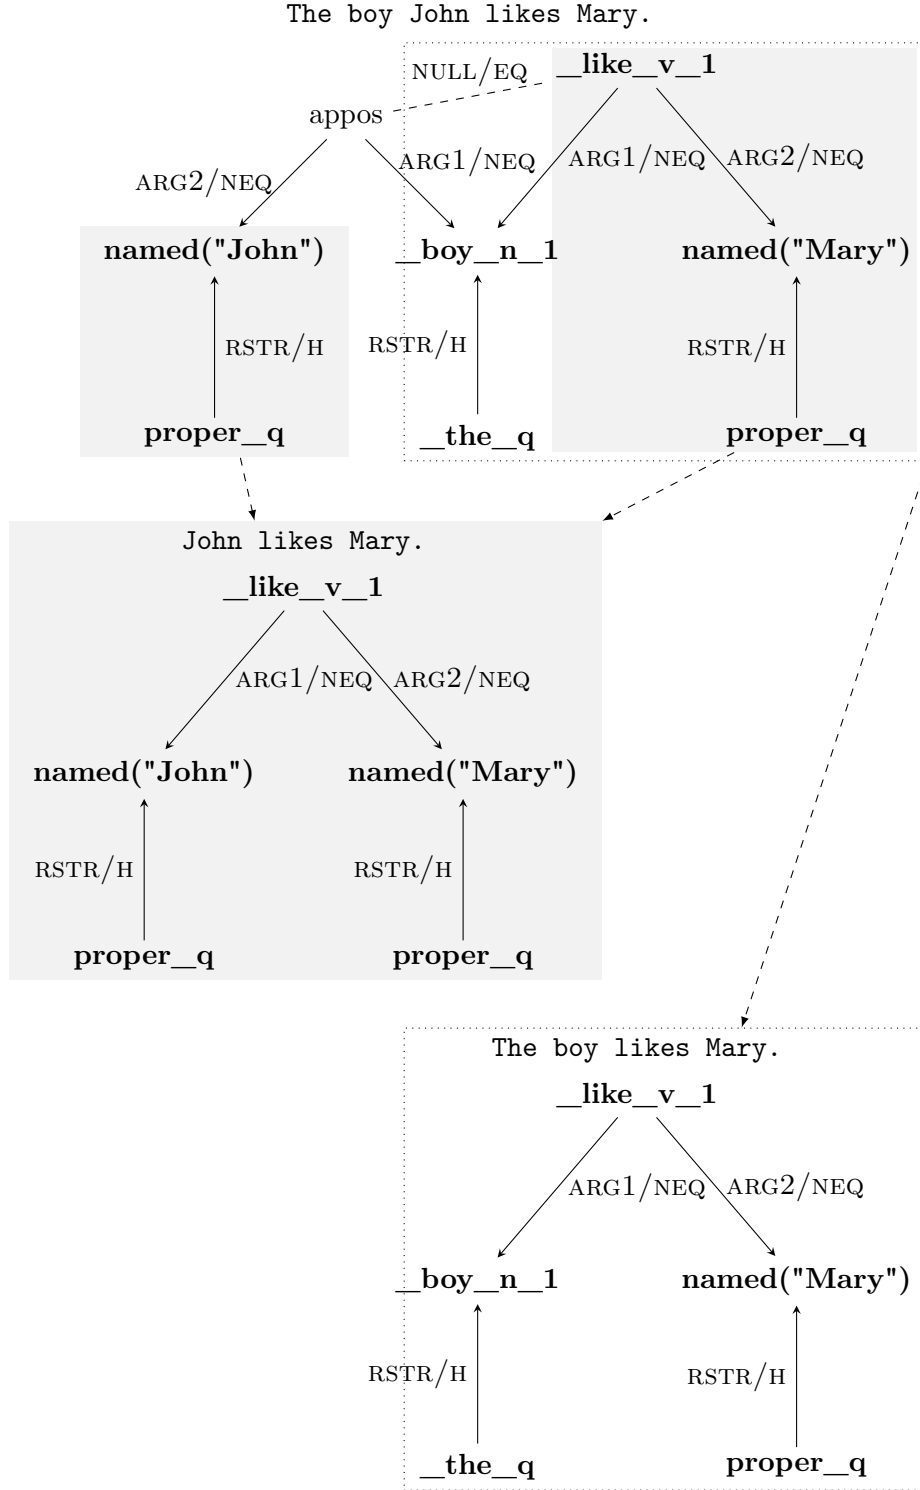 The boy John likes Mary.
NULL/EQ _like_v_1
appos
ARG2/NEQ ARG1/NEQ ARG1/NEQ ARG2/NEQ
named("John") _boy_n_1 named("Mary")
RSTR/H RSTR/H RSTR/H
proper_q _the_q proper_q
John likes Mary.
_like_v_1
ARG1/NEQ ARG2/NEQ
named("John") named("Mary")
RSTR/H RSTR/H
proper_q proper_q
The boy likes Mary.
_like_v_1
ARG1/NEQ ARG2/NEQ
_boy_n_1 named("Mary")
RSTR/H RSTR/H
_the_q proper_q